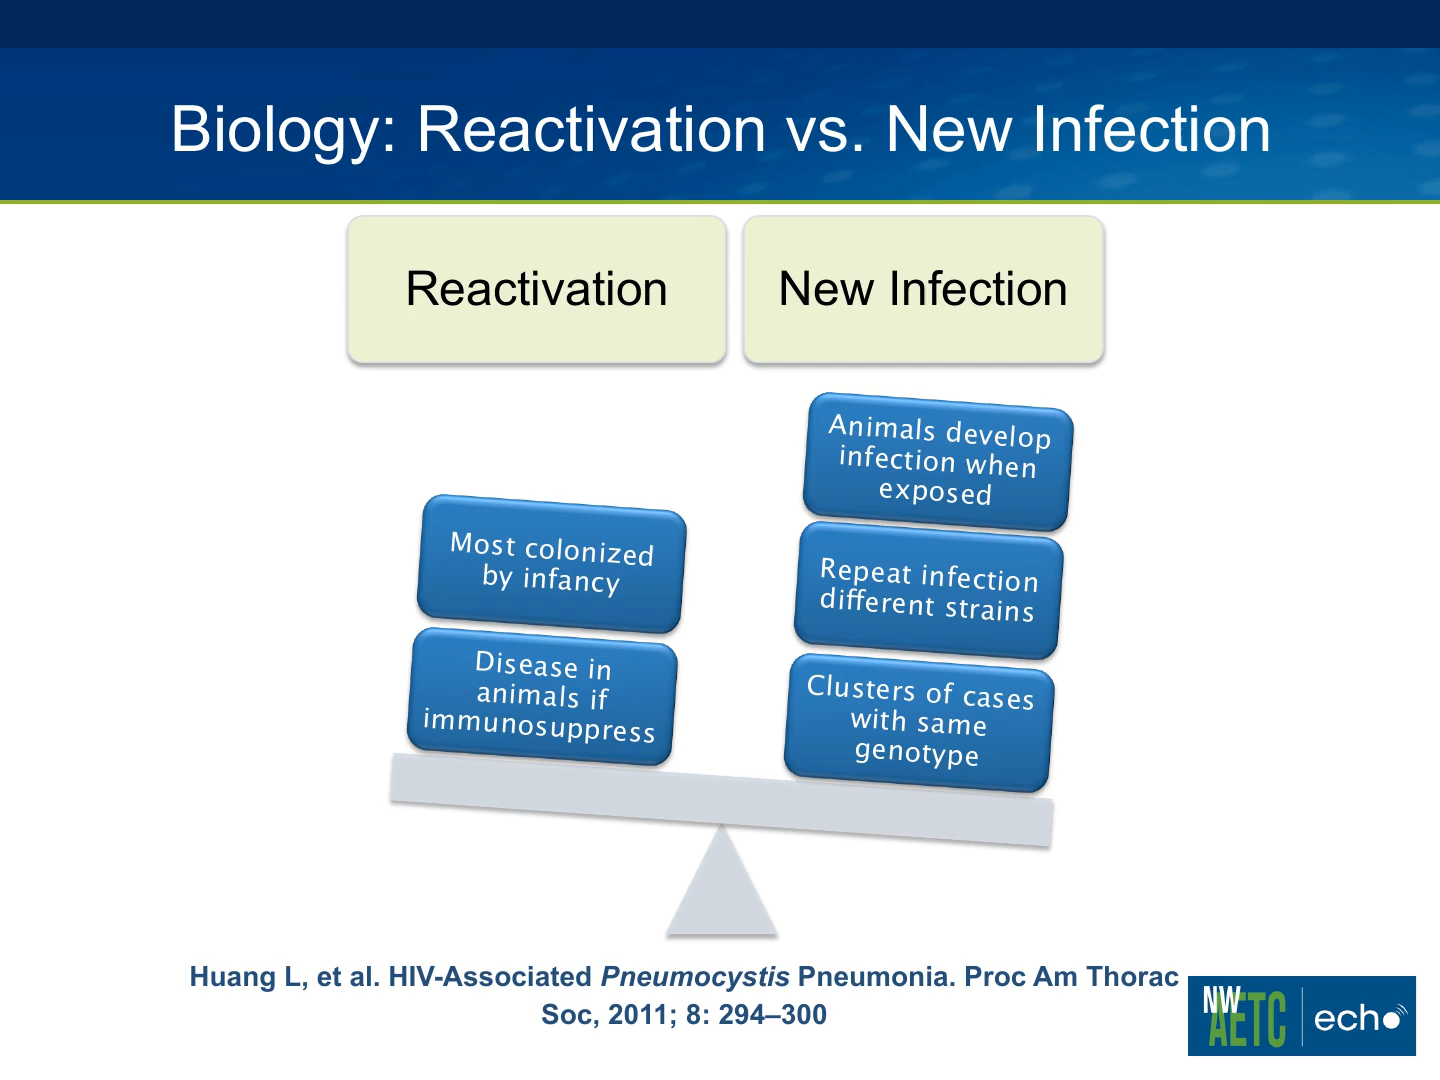 Biology: Reactivation vs. New Infection
Reactivation
New Infection
Most colonized
by infancy
Disease in
animals if
immunosuppress
Animals develop
infection when
exposed
Repeat infection
different strains
Clusters of cases
with same
genotype
Huang L, et al. HIV-Associated Pneumocystis Pneumonia. Proc Am Thorac
Soc, 2011; 8: 294–300
NW
AETC
echo